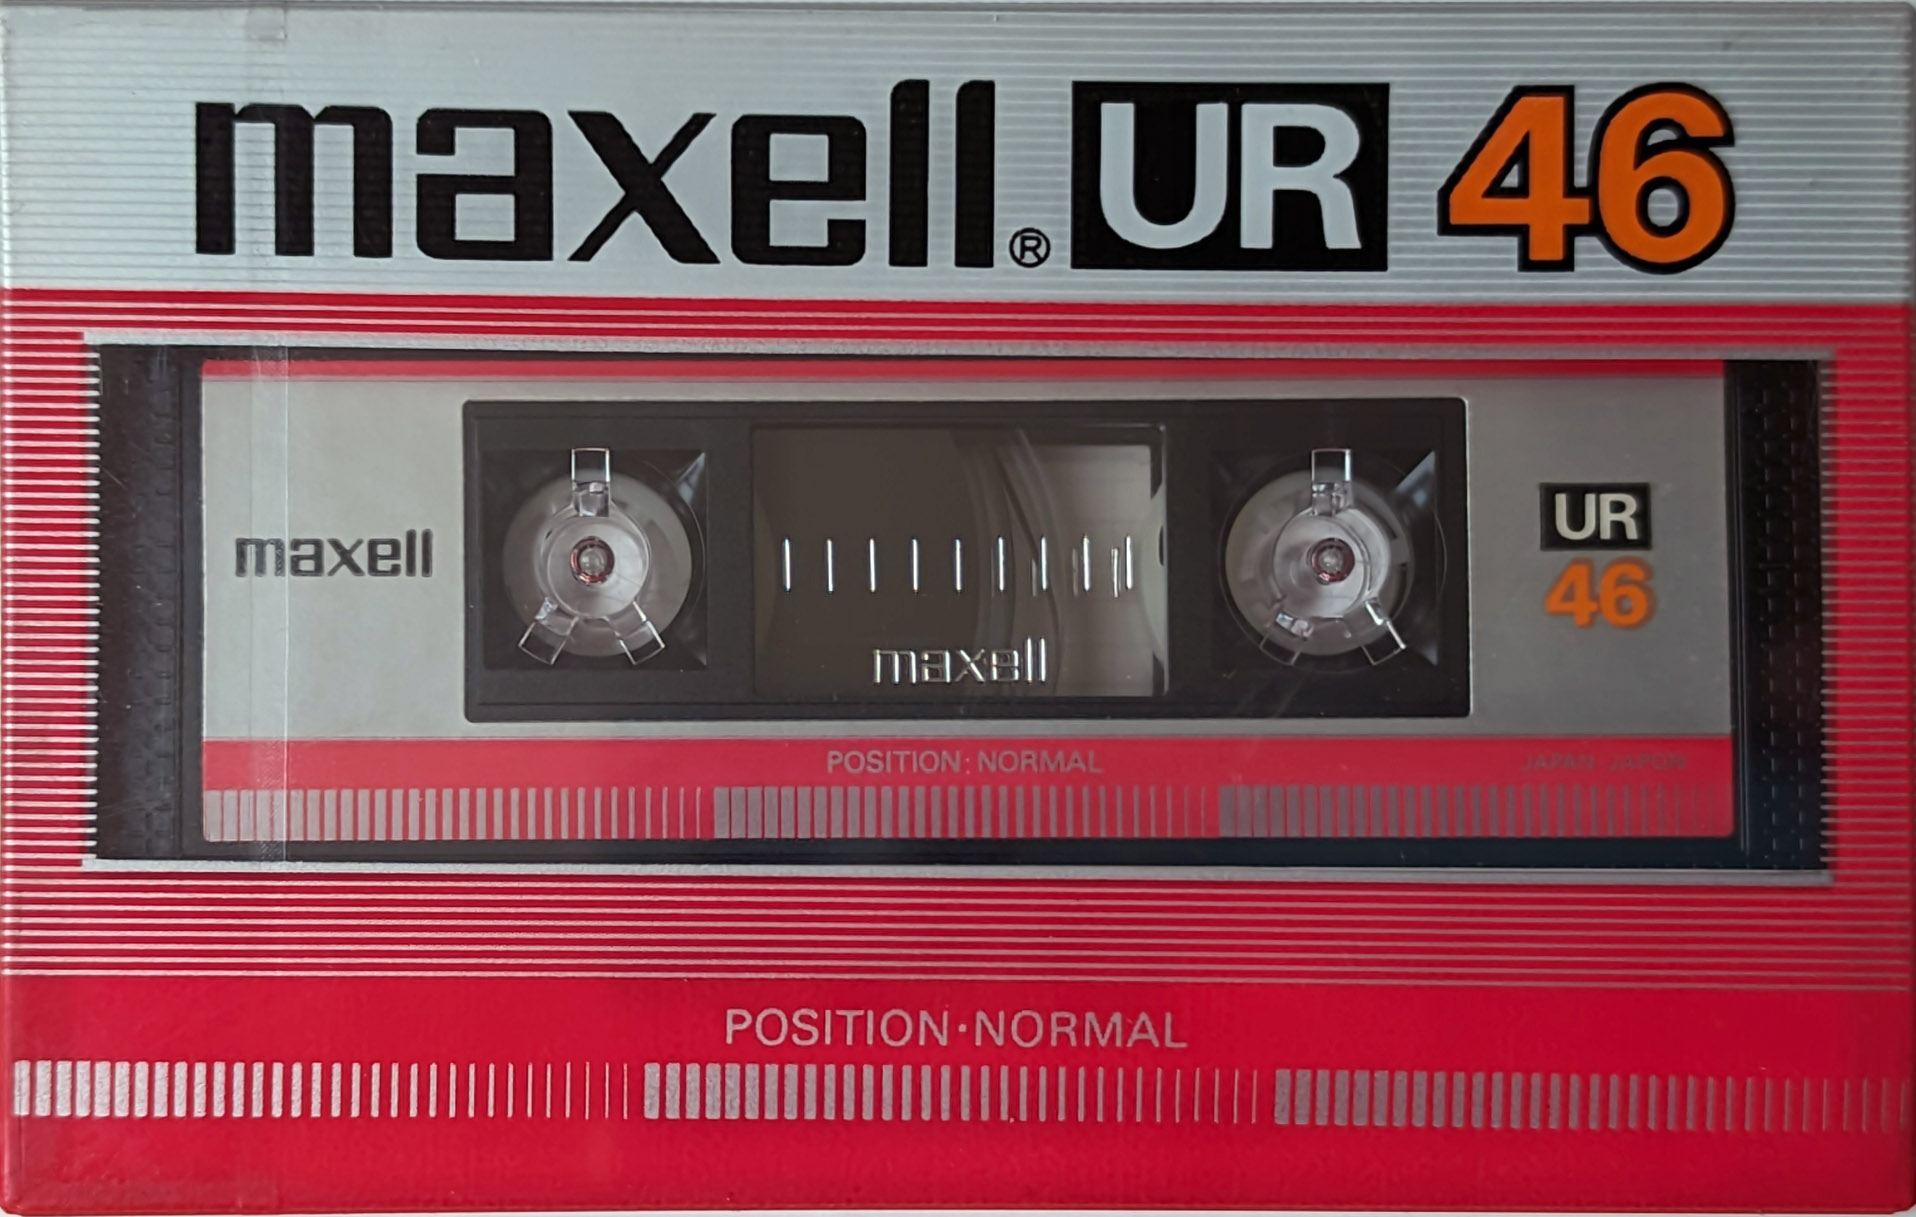 maxell® UR 46
maxell
UR
46
maxell
POSITION: NORMAL
JAPAN·JAPON
POSITION·NORMAL